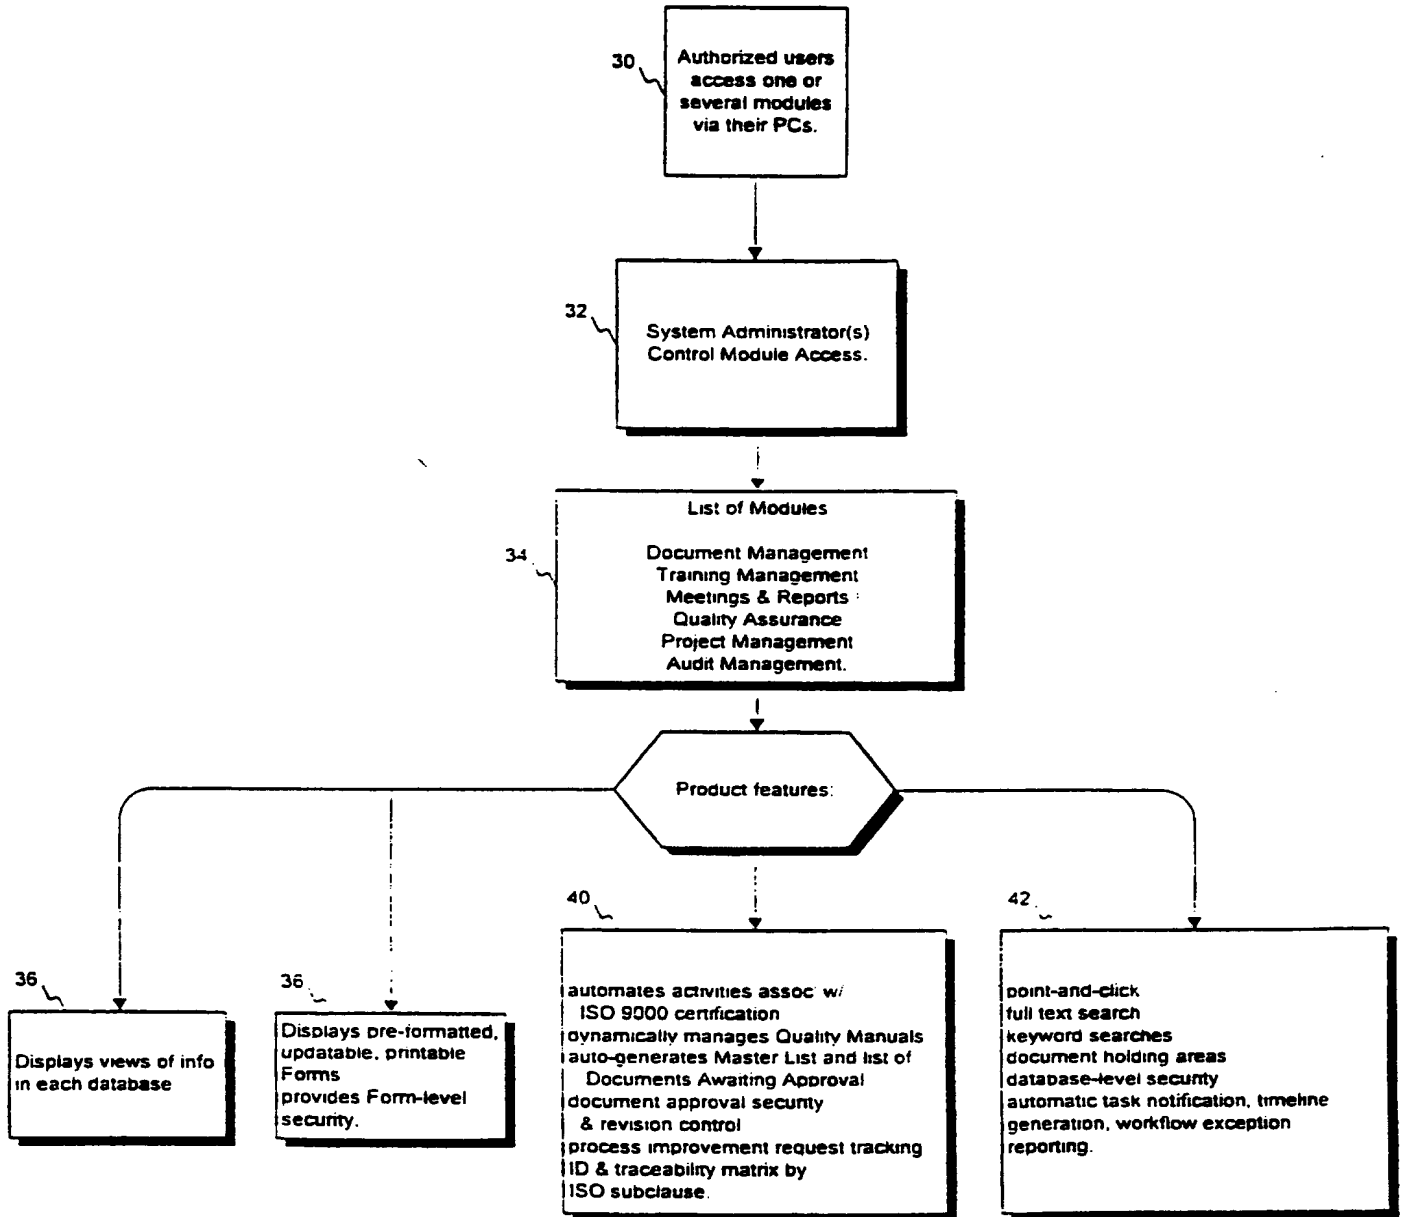 30
Authorized users
access one or
several modules
via their PCs.
32
System Administrator(s)
Control Module Access.
34
List of Modules
Document Management
Training Management
Meetings & Reports
Quality Assurance
Project Management
Audit Management.
Product features:
36
Displays views of info
in each database
36
Displays pre-formatted,
updatable, printable
Forms
provides Form-level
security.
40
automates activities assoc w/
ISO 9000 certification
dynamically manages Quality Manuals
auto-generates Master List and list of
Documents Awaiting Approval
document approval security
& revision control
process improvement request tracking
ID & traceability matrix by
ISO subclause.
42
point-and-click
full text search
keyword searches
document holding areas
database-level security
automatic task notification, timeline
generation, workflow exception
reporting.